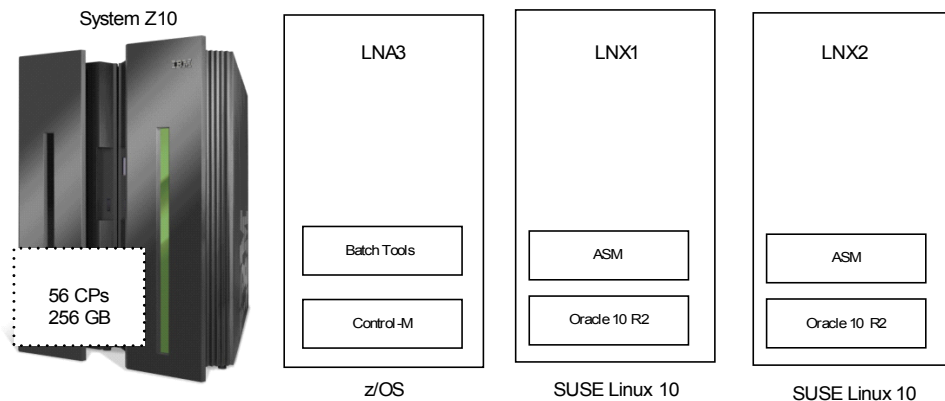 System Z10
IBM
56 CPs
256 GB
LNA3
Batch Tools
Control-M
z/OS
LNX1
ASM
Oracle 10 R2
SUSE Linux 10
LNX2
ASM
Oracle 10 R2
SUSE Linux 10